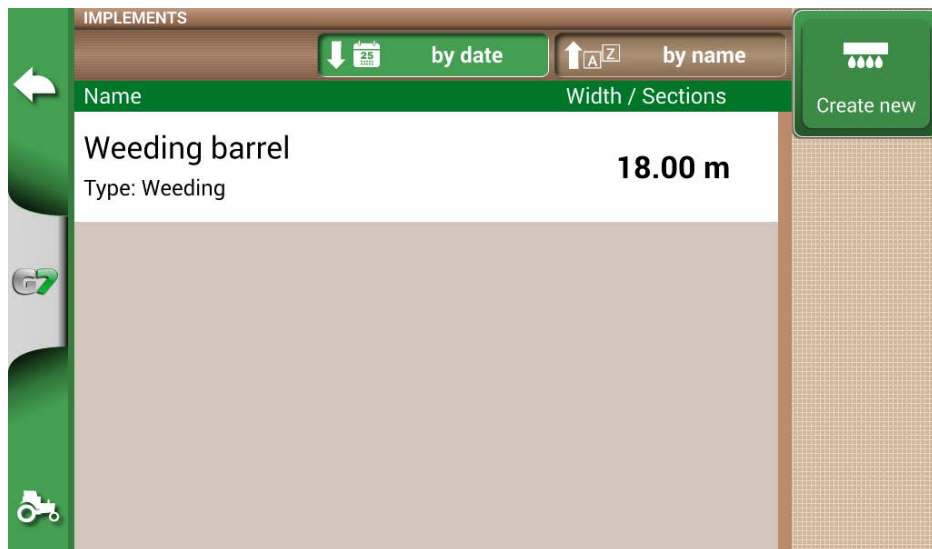 IMPLEMENTS
25 by date
A Z by name
Create new
Name Width / Sections
Weeding barrel
18.00 m
Type: Weeding
G7